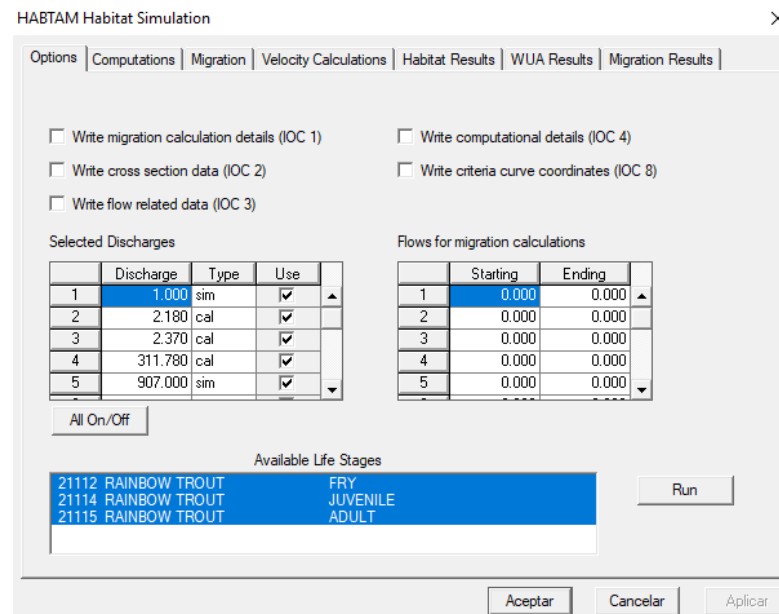 HABTAM Habitat Simulation
Options Computations Migration Velocity Calculations Habitat Results WUA Results Migration Results
Write migration calculation details (IOC 1)
Write computational details (IOC 4)
Write cross section data (IOC 2)
Write criteria curve coordinates (IOC 8)
Write flow related data (IOC 3)
Selected Discharges
Discharge Type Use
1 1.000 sim
2 2.180 cal
3 2.370 cal
4 311.780 cal
5 907.000 sim
All On/Off
Flows for migration calculations
Starting Ending
1 0.000 0.000
2 0.000 0.000
3 0.000 0.000
4 0.000 0.000
5 0.000 0.000
Available Life Stages
21112 RAINBOW TROUT FRY
21114 RAINBOW TROUT JUVENILE
21115 RAINBOW TROUT ADULT
Run
Aceptar Cancelar Aplicar